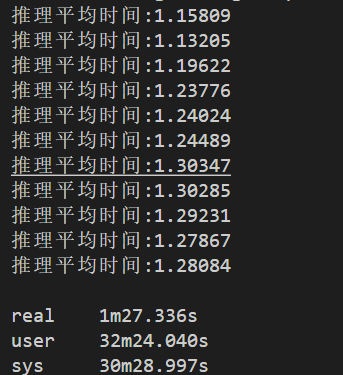 推理平均时间:1.15809
推理平均时间:1.13205
推理平均时间:1.19622
推理平均时间:1.23776
推理平均时间:1.24024
推理平均时间:1.24489
推理平均时间:1.30347
推理平均时间:1.30285
推理平均时间:1.29231
推理平均时间:1.27867
推理平均时间:1.28084
real 1m27.336s
user 32m24.040s
sys 30m28.997s